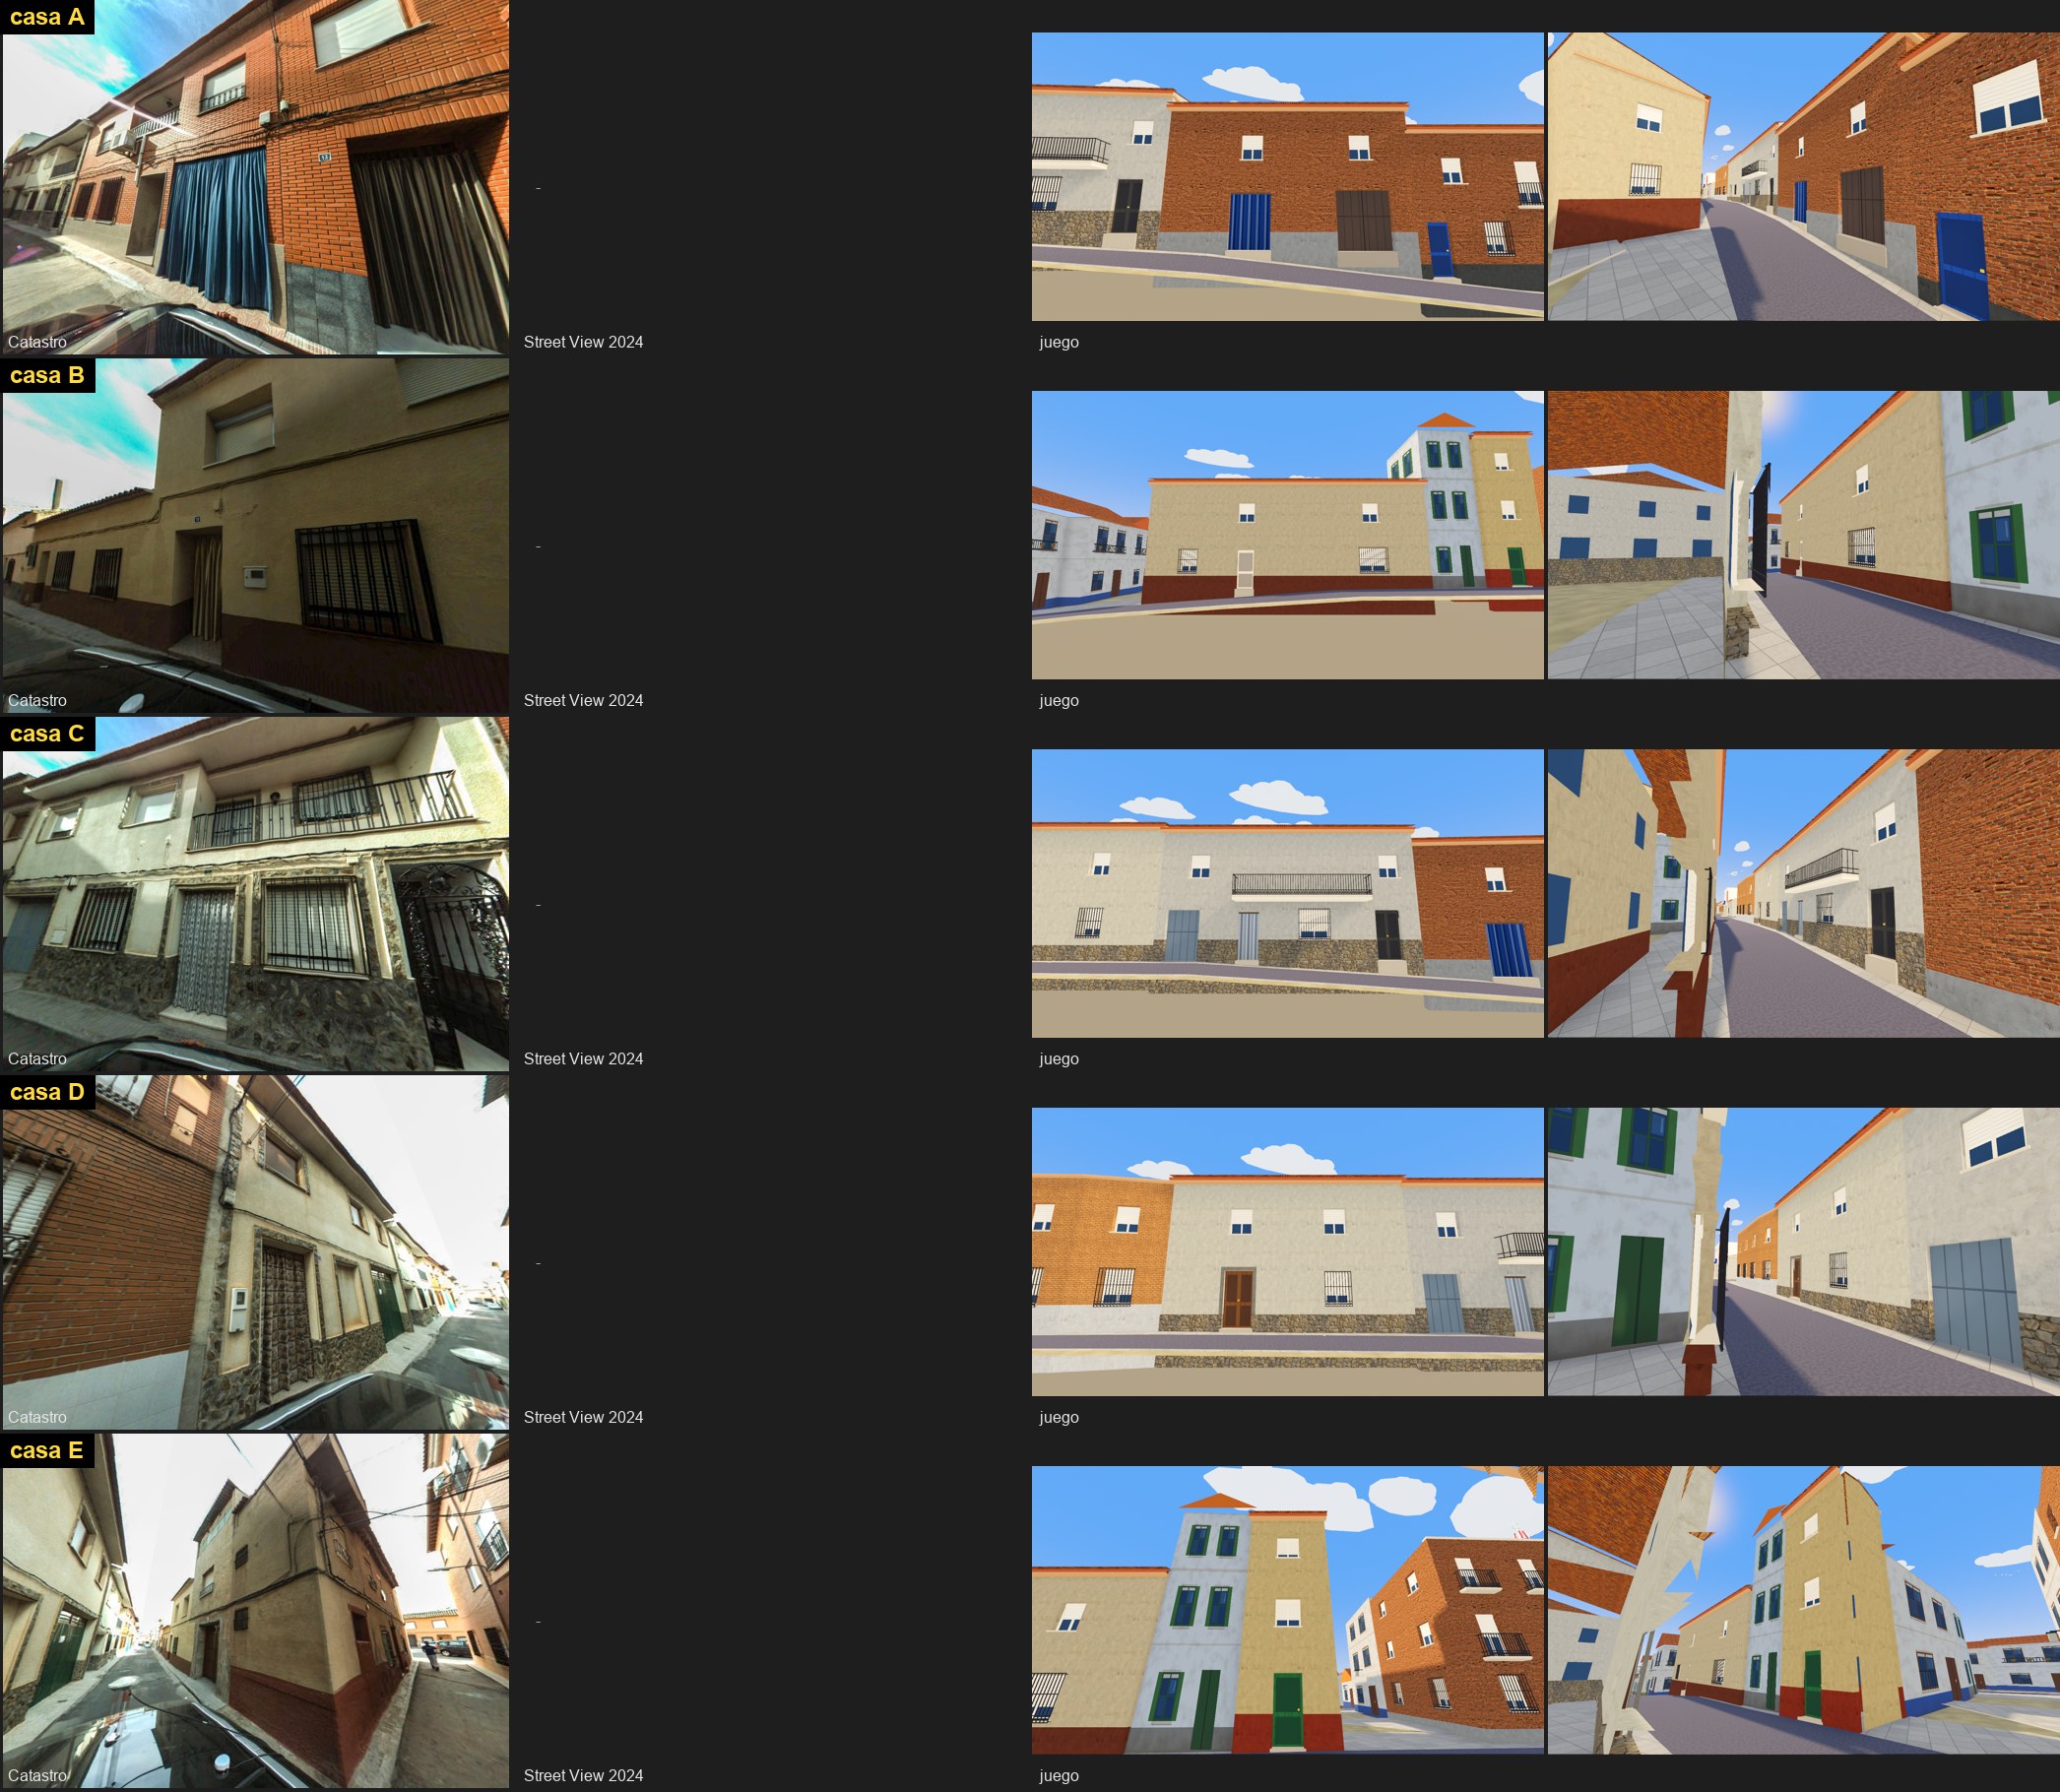 casa A
-
Catastro
Street View 2024
juego
casa B
-
Catastro
Street View 2024
juego
casa C
-
Catastro
Street View 2024
juego
casa D
-
Catastro
Street View 2024
juego
casa E
-
Catastro
Street View 2024
juego